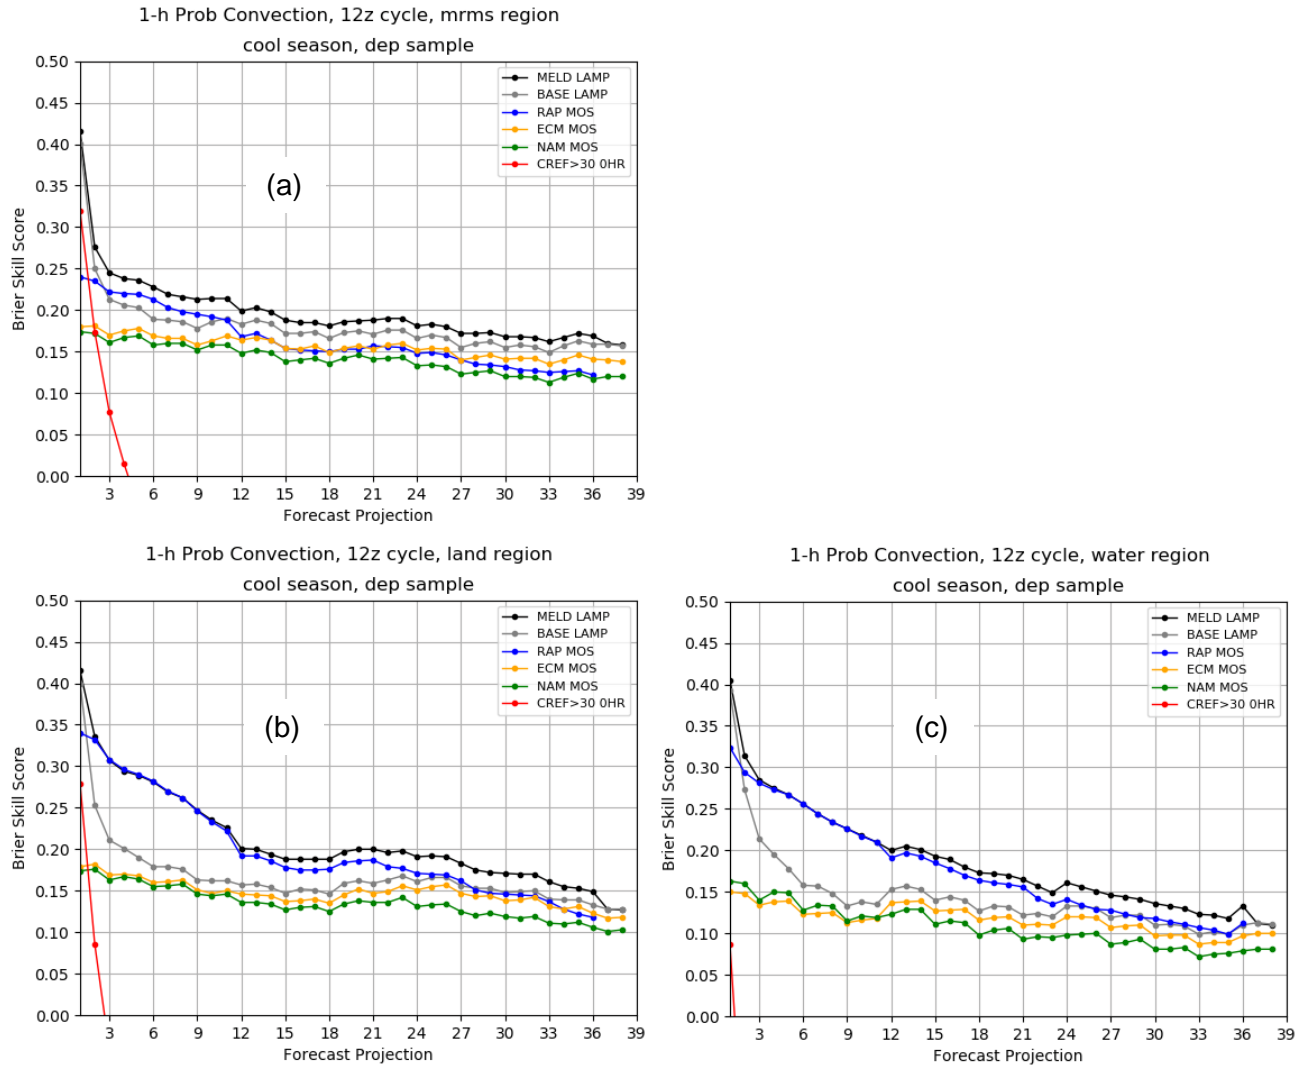 1-h Prob Convection, 12z cycle, mrms region
cool season, dep sample
0.50
0.45
0.40
0.35
0.30
0.25
0.20
0.15
0.10
0.05
0.00
Brier Skill Score
MELD LAMP
BASE LAMP
RAP MOS
ECM MOS
NAM MOS
CREF>30 0HR
(a)
3 6 9 12 15 18 21 24 27 30 33 36 39
Forecast Projection
1-h Prob Convection, 12z cycle, land region
cool season, dep sample
0.50
0.45
0.40
0.35
0.30
0.25
0.20
0.15
0.10
0.05
0.00
Brier Skill Score
MELD LAMP
BASE LAMP
RAP MOS
ECM MOS
NAM MOS
CREF>30 0HR
(b)
3 6 9 12 15 18 21 24 27 30 33 36 39
Forecast Projection
1-h Prob Convection, 12z cycle, water region
cool season, dep sample
0.50
0.45
0.40
0.35
0.30
0.25
0.20
0.15
0.10
0.05
0.00
Brier Skill Score
MELD LAMP
BASE LAMP
RAP MOS
ECM MOS
NAM MOS
CREF>30 0HR
(c)
3 6 9 12 15 18 21 24 27 30 33 36 39
Forecast Projection